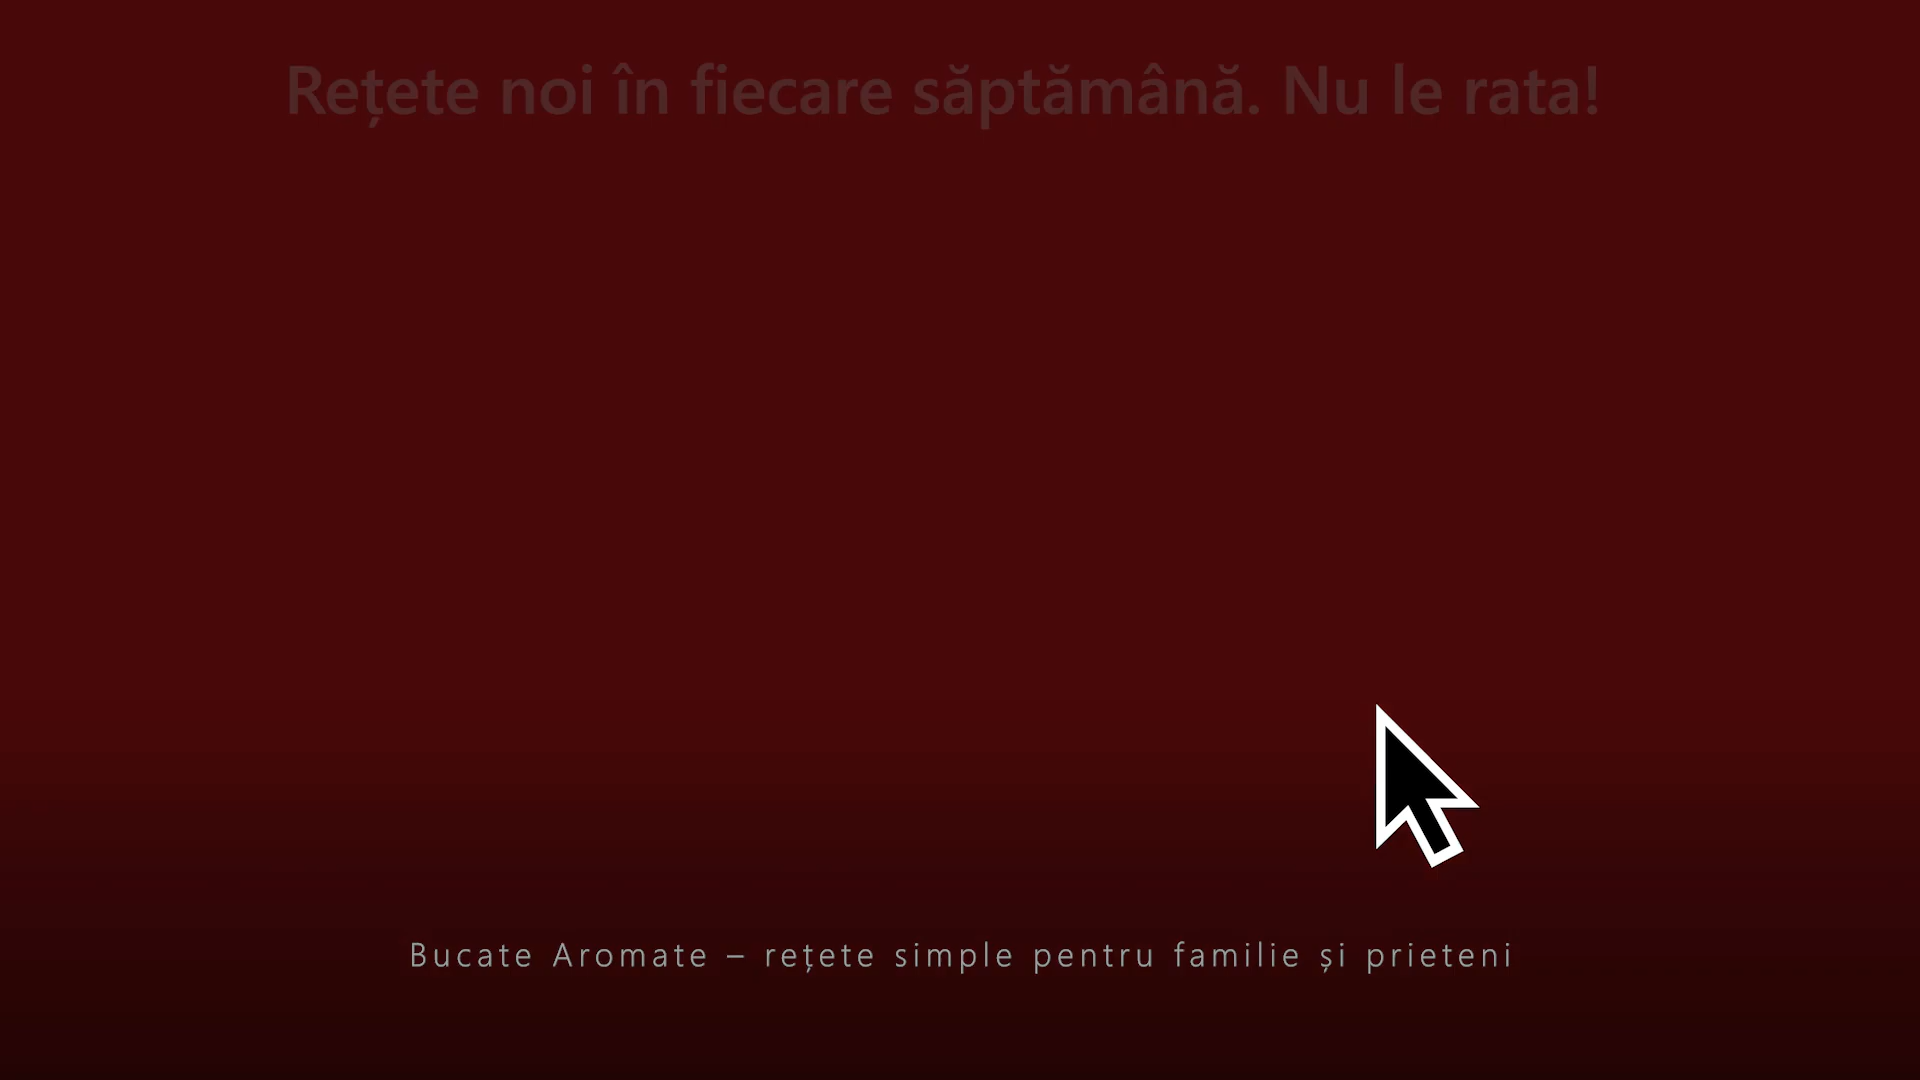 Rețete noi în fiecare săptămână. Nu le rata!
Bucate Aromate – rețete simple pentru familie și prieteni